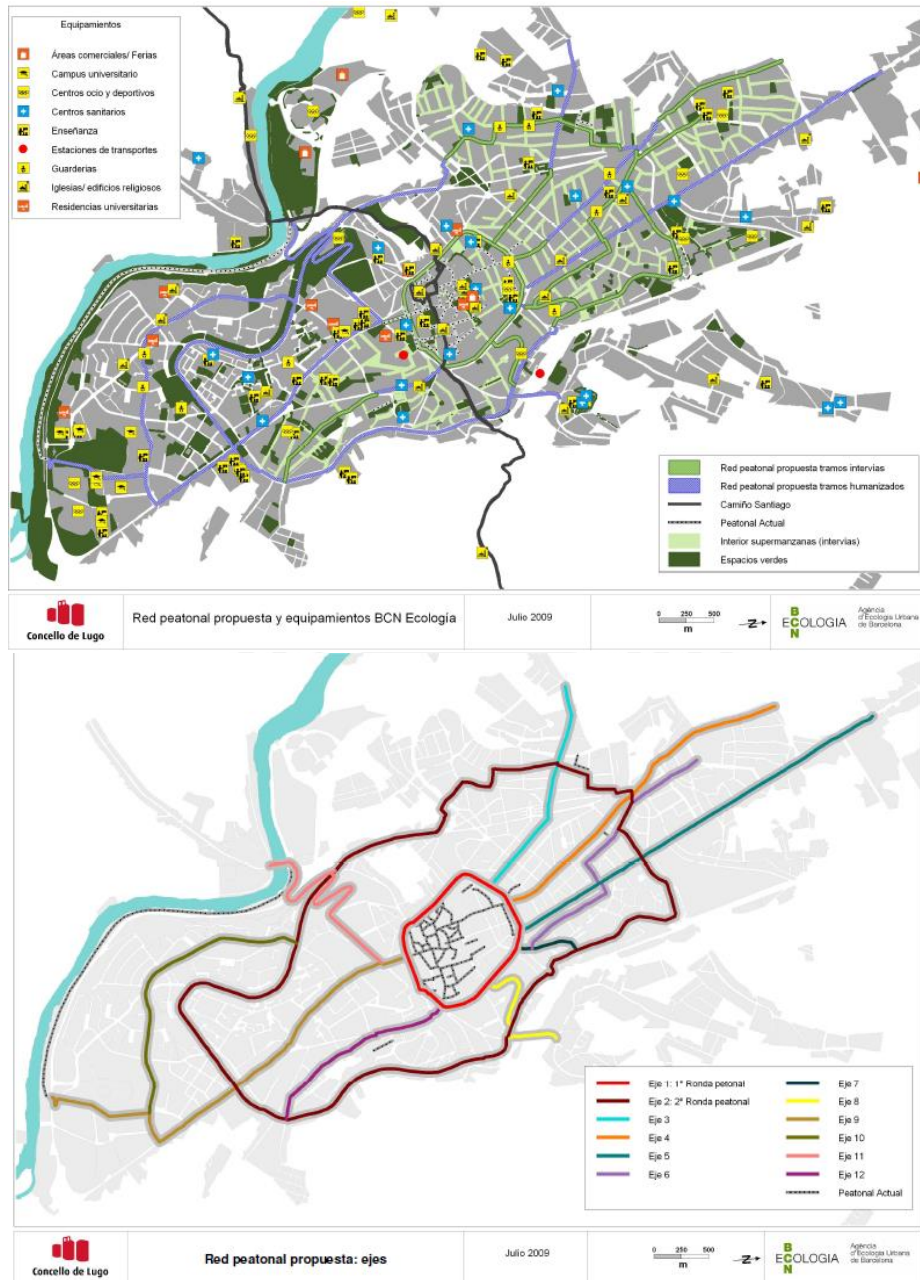 Equipamientos
Áreas comerciales/ Ferias
Campus universitario
Centros ocio y deportivos
Centros sanitarios
Enseñanza
Estaciones de transportes
Guarderias
Iglesias/ edificios religiosos
Residencias universitarias
Red peatonal propuesta tramos intervias
Red peatonal propuesta tramos humanizados
Camiño Santiago
Peatonal Actual
Interior supermanzanas (intervias)
Espacios verdes
Concello de Lugo
Red peatonal propuesta y equipamientos BCN Ecología
Julio 2009
0 250 500
m
Z
BCN ECOLOGIA
Agència
d'Ecologia Urbana
de Barcelona
Eje 1: 1ª Ronda petonal
Eje 2: 2ª Ronda peatonal
Eje 3
Eje 4
Eje 5
Eje 6
Eje 7
Eje 8
Eje 9
Eje 10
Eje 11
Eje 12
Peatonal Actual
Concello de Lugo
Red peatonal propuesta: ejes
Julio 2009
0 250 500
m
Z
BCN ECOLOGIA
Agència
d'Ecologia Urbana
de Barcelona